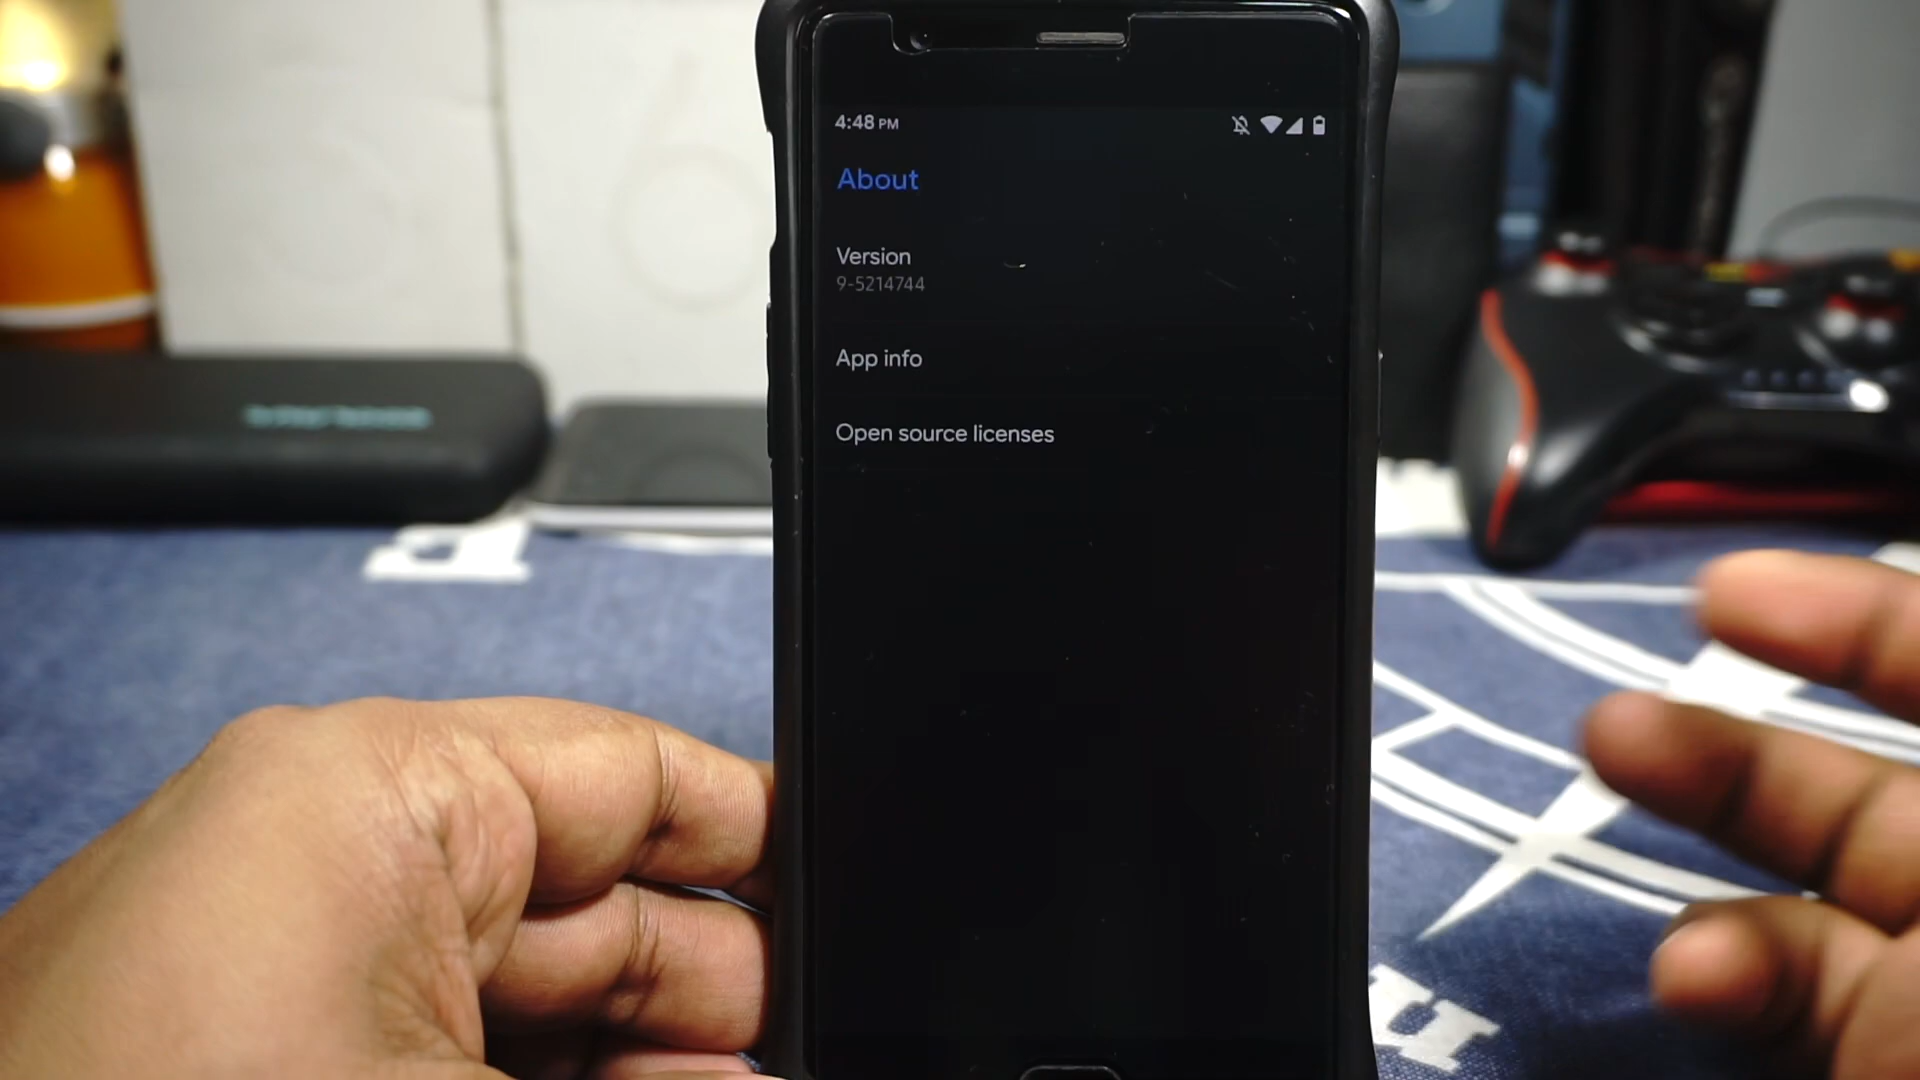 4:48 PM
About
Version
9-5214744
App info
Open source licenses